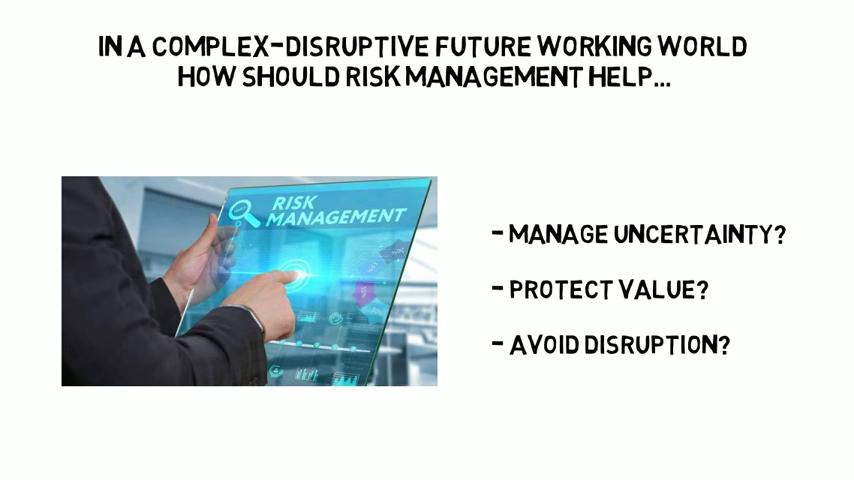 IN A COMPLEX-DISRUPTIVE FUTURE WORKING WORLD
HOW SHOULD RISK MANAGEMENT HELP...
RISK
MANAGEMENT
- MANAGE UNCERTAINTY?
- PROTECT VALUE?
- AVOID DISRUPTION?